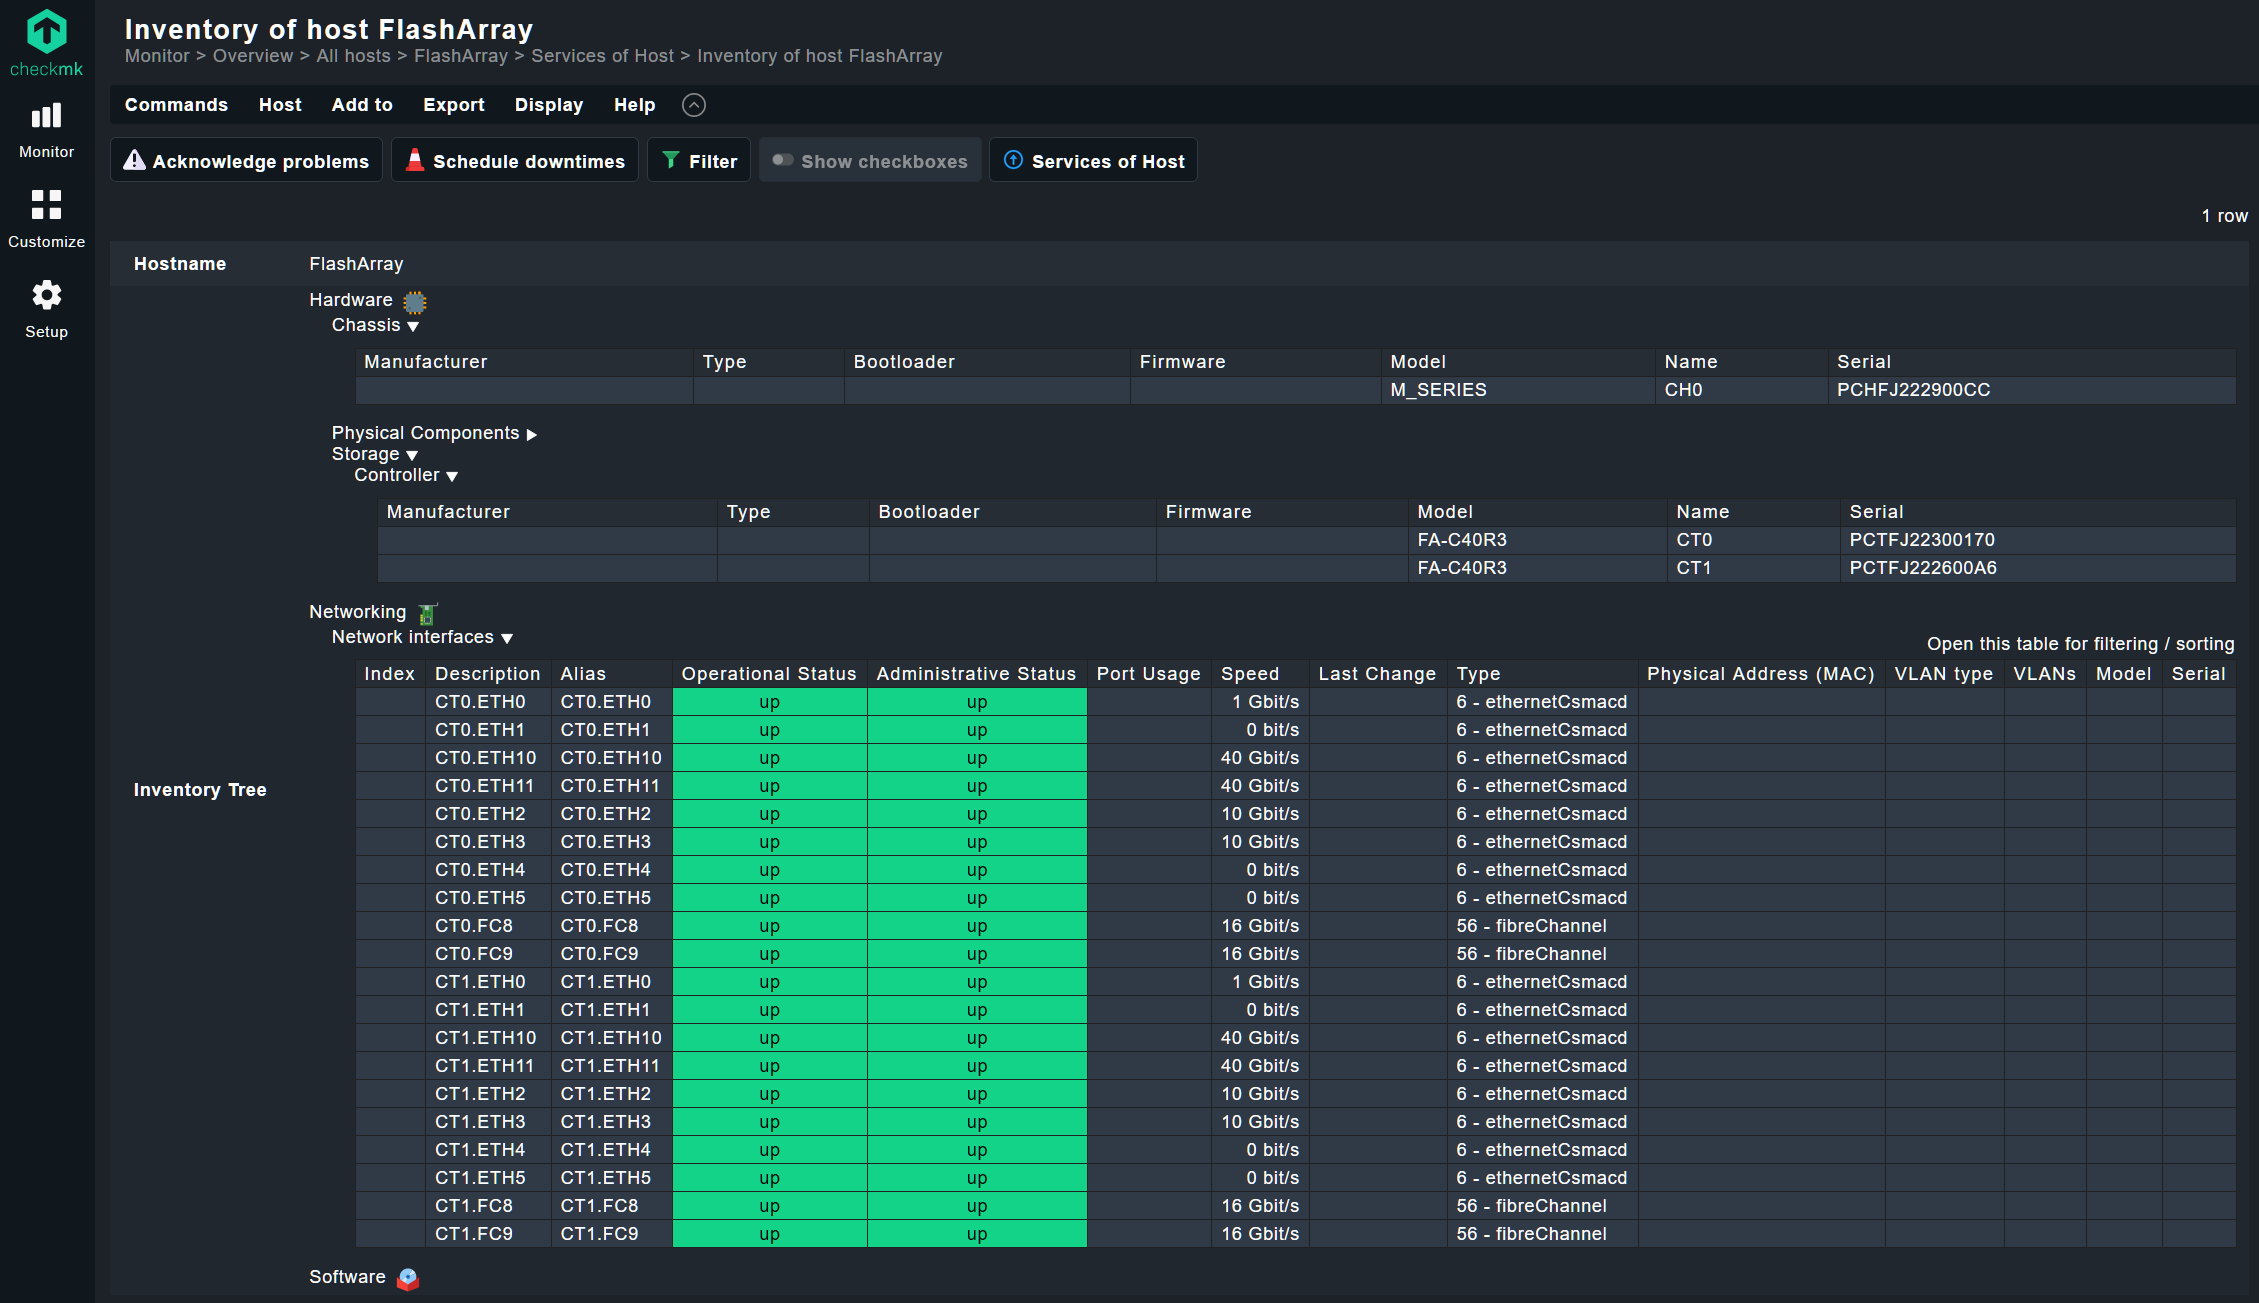 Inventory of host FlashArray
Monitor > Overview > All hosts > FlashArray > Services of Host > Inventory of host FlashArray
checkmk
Monitor
Customize
Setup
Commands Host Add to Export Display Help
Acknowledge problems Schedule downtimes Filter Show checkboxes Services of Host
1 row
Hostname FlashArray
Inventory Tree
Hardware
Chassis
Manufacturer Type Bootloader Firmware Model Name Serial
M_SERIES CH0 PCHFJ222900CC
Physical Components
Storage
Controller
Manufacturer Type Bootloader Firmware Model Name Serial
FA-C40R3 CT0 PCTFJ22300170
FA-C40R3 CT1 PCTFJ222600A6
Networking
Network interfaces
Open this table for filtering / sorting
Index Description Alias Operational Status Administrative Status Port Usage Speed Last Change Type Physical Address (MAC) VLAN type VLANs Model Serial
CT0.ETH0 CT0.ETH0 up up 1 Gbit/s 6 - ethernetCsmacd
CT0.ETH1 CT0.ETH1 up up 0 bit/s 6 - ethernetCsmacd
CT0.ETH10 CT0.ETH10 up up 40 Gbit/s 6 - ethernetCsmacd
CT0.ETH11 CT0.ETH11 up up 40 Gbit/s 6 - ethernetCsmacd
CT0.ETH2 CT0.ETH2 up up 10 Gbit/s 6 - ethernetCsmacd
CT0.ETH3 CT0.ETH3 up up 10 Gbit/s 6 - ethernetCsmacd
CT0.ETH4 CT0.ETH4 up up 0 bit/s 6 - ethernetCsmacd
CT0.ETH5 CT0.ETH5 up up 0 bit/s 6 - ethernetCsmacd
CT0.FC8 CT0.FC8 up up 16 Gbit/s 56 - fibreChannel
CT0.FC9 CT0.FC9 up up 16 Gbit/s 56 - fibreChannel
CT1.ETH0 CT1.ETH0 up up 1 Gbit/s 6 - ethernetCsmacd
CT1.ETH1 CT1.ETH1 up up 0 bit/s 6 - ethernetCsmacd
CT1.ETH10 CT1.ETH10 up up 40 Gbit/s 6 - ethernetCsmacd
CT1.ETH11 CT1.ETH11 up up 40 Gbit/s 6 - ethernetCsmacd
CT1.ETH2 CT1.ETH2 up up 10 Gbit/s 6 - ethernetCsmacd
CT1.ETH3 CT1.ETH3 up up 10 Gbit/s 6 - ethernetCsmacd
CT1.ETH4 CT1.ETH4 up up 0 bit/s 6 - ethernetCsmacd
CT1.ETH5 CT1.ETH5 up up 0 bit/s 6 - ethernetCsmacd
CT1.FC8 CT1.FC8 up up 16 Gbit/s 56 - fibreChannel
CT1.FC9 CT1.FC9 up up 16 Gbit/s 56 - fibreChannel
Software